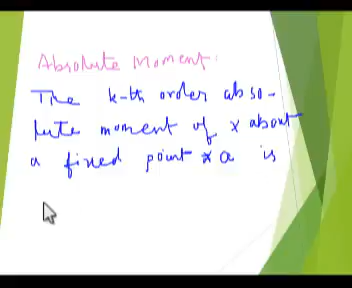 Absolute Moment:
The k-th order abso-
lute moment of x about
a fixed point x a is